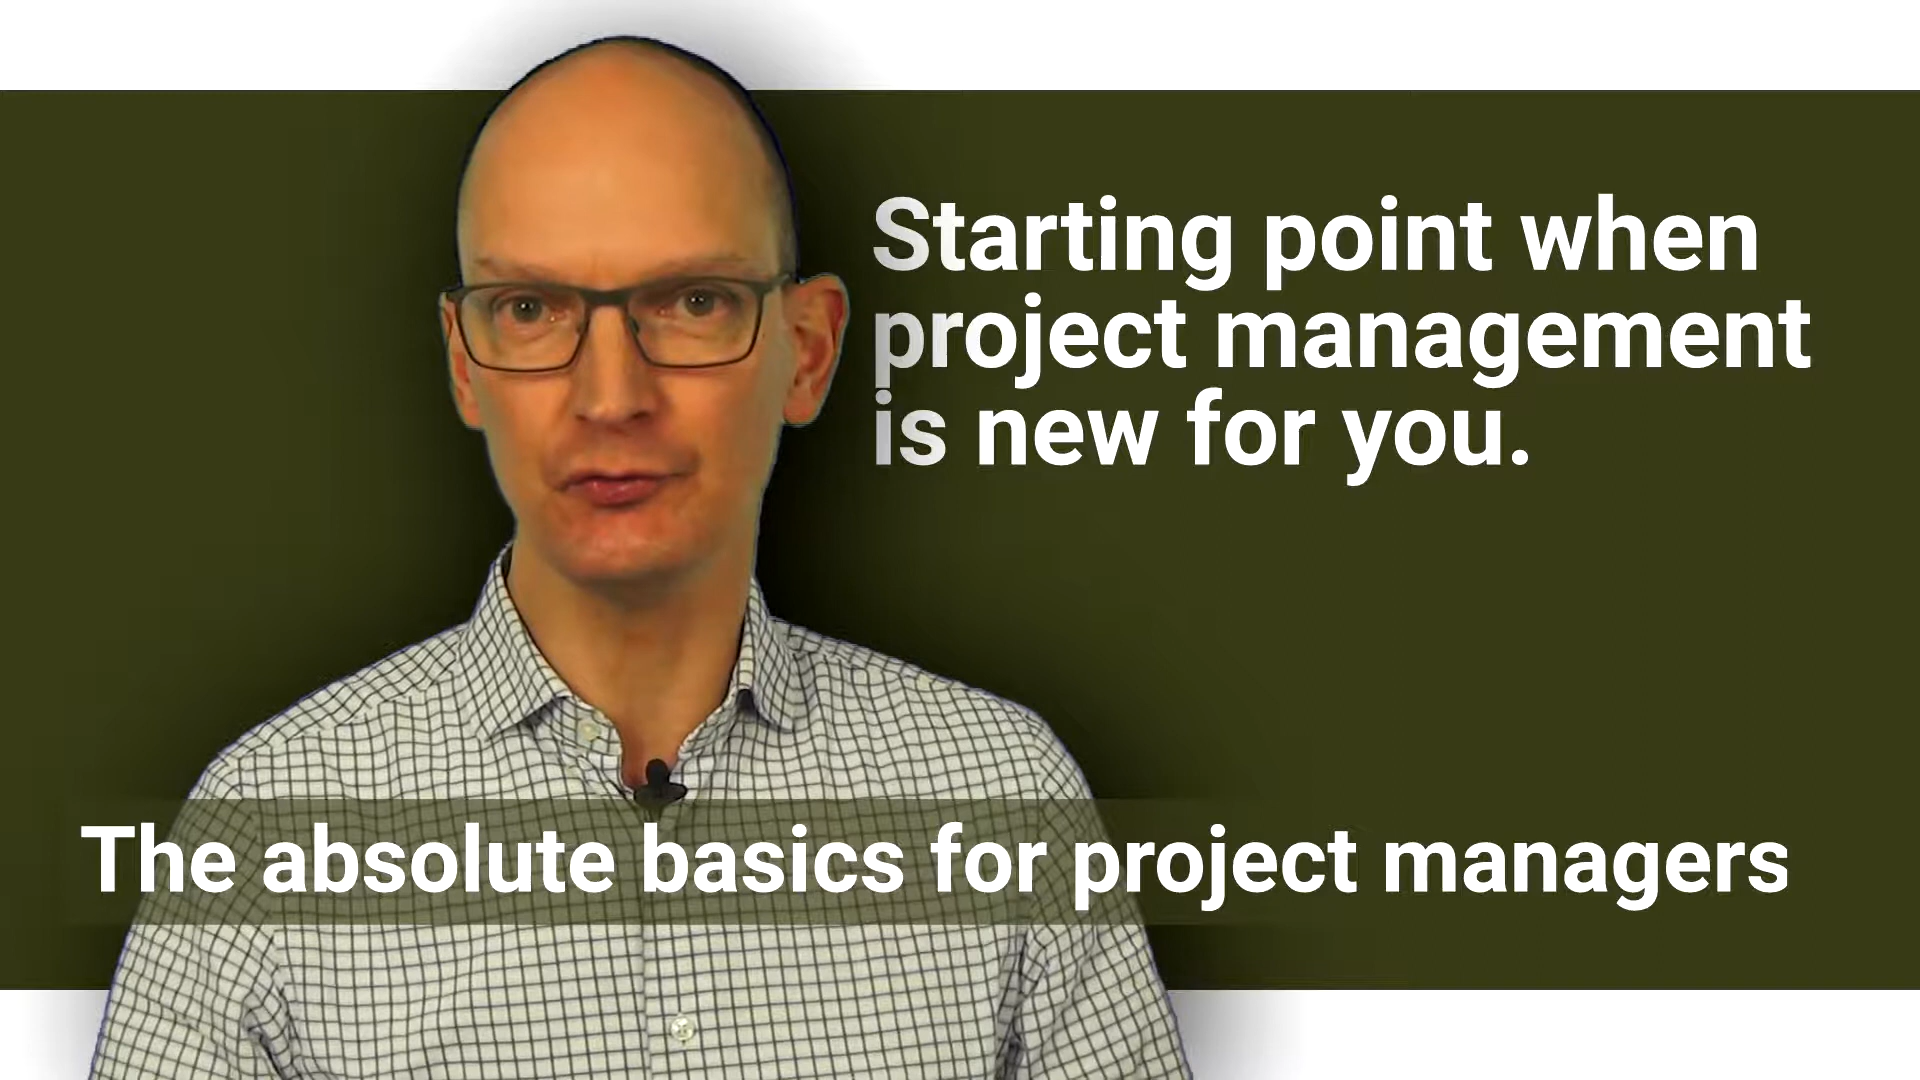 Starting point when
project management
is new for you.
The absolute basics for project managers